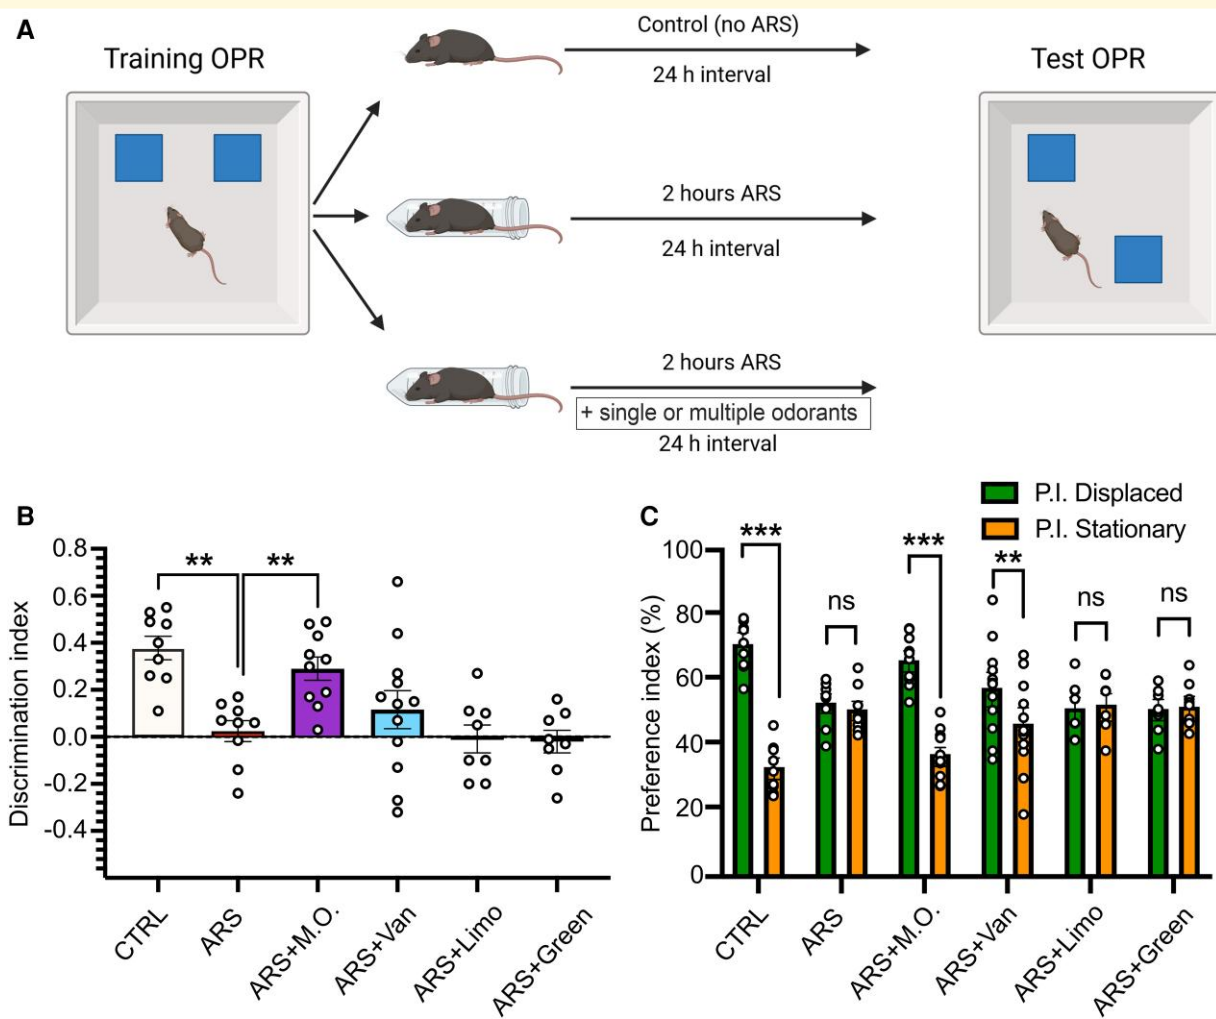 A
Training OPR
Control (no ARS)
24 h interval
Test OPR
2 hours ARS
24 h interval
2 hours ARS
+ single or multiple odorants
24 h interval
B
Discrimination index
0.8
0.6
0.4
0.2
0.0
-0.2
-0.4
**
**
CTRL
ARS
ARS+M.O.
ARS+Van
ARS+Limo
ARS+Green
C
P.I. Displaced
P.I. Stationary
Preference index (%)
100
80
60
40
20
0
***
ns
***
**
ns
ns
CTRL
ARS
ARS+M.O.
ARS+Van
ARS+Limo
ARS+Green